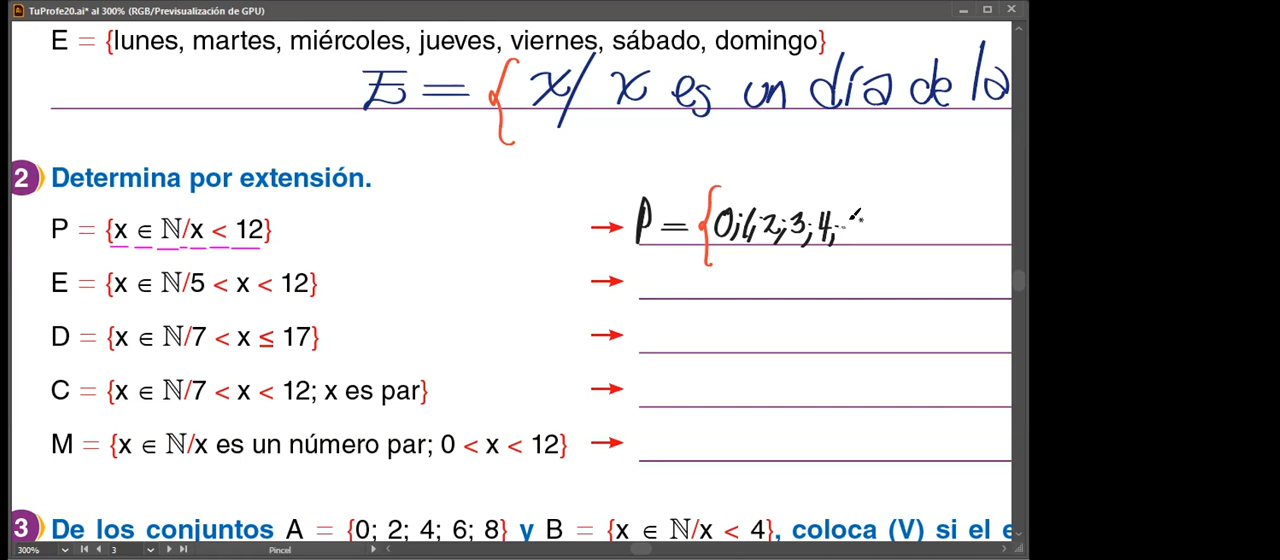 TuProfe20.ai* al 300% (RGB/Previsualización de GPU)
E = {lunes, martes, miércoles, jueves, viernes, sábado, domingo}
E = { x/ x es un día de la
2 Determina por extensión.
P = {x ∈ ℕ/x < 12} → P = {0; 1; 2; 3; 4; ..
E = {x ∈ ℕ/5 < x < 12} →
D = {x ∈ ℕ/7 < x ≤ 17} →
C = {x ∈ ℕ/7 < x < 12; x es par} →
M = {x ∈ ℕ/x es un número par; 0 < x < 12} →
3 De los conjuntos A = {0; 2; 4; 6; 8} y B = {x ∈ ℕ/x < 4}, coloca (V) si el e
300% 3 Pincel